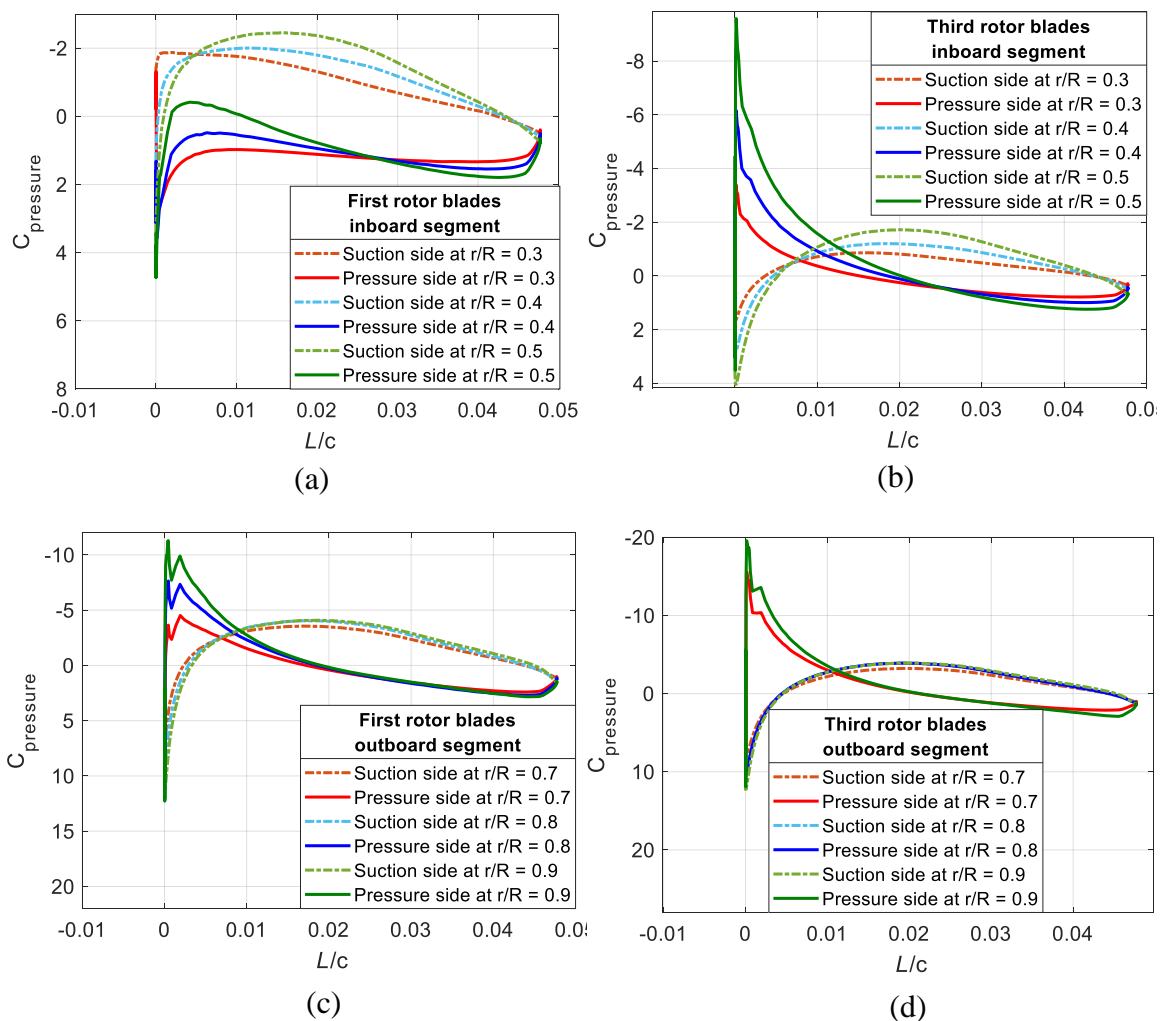 -2
0
2
4
6
8
C pressure
First rotor blades
inboard segment
Suction side at r/R = 0.3
Pressure side at r/R = 0.3
Suction side at r/R = 0.4
Pressure side at r/R = 0.4
Suction side at r/R = 0.5
Pressure side at r/R = 0.5
-0.01 0 0.01 0.02 0.03 0.04 0.05
L/c
(a)
-8
-6
-4
-2
0
2
4
C pressure
Third rotor blades
inboard segment
Suction side at r/R = 0.3
Pressure side at r/R = 0.3
Suction side at r/R = 0.4
Pressure side at r/R = 0.4
Suction side at r/R = 0.5
Pressure side at r/R = 0.5
0 0.01 0.02 0.03 0.04
L/c
(b)
-10
-5
0
5
10
15
20
C pressure
First rotor blades
outboard segment
Suction side at r/R = 0.7
Pressure side at r/R = 0.7
Suction side at r/R = 0.8
Pressure side at r/R = 0.8
Suction side at r/R = 0.9
Pressure side at r/R = 0.9
-0.01 0 0.01 0.02 0.03 0.04
L/c
(c)
-20
-10
0
10
20
C pressure
Third rotor blades
outboard segment
Suction side at r/R = 0.7
Pressure side at r/R = 0.7
Suction side at r/R = 0.8
Pressure side at r/R = 0.8
Suction side at r/R = 0.9
Pressure side at r/R = 0.9
-0.01 0 0.01 0.02 0.03 0.04
L/c
(d)